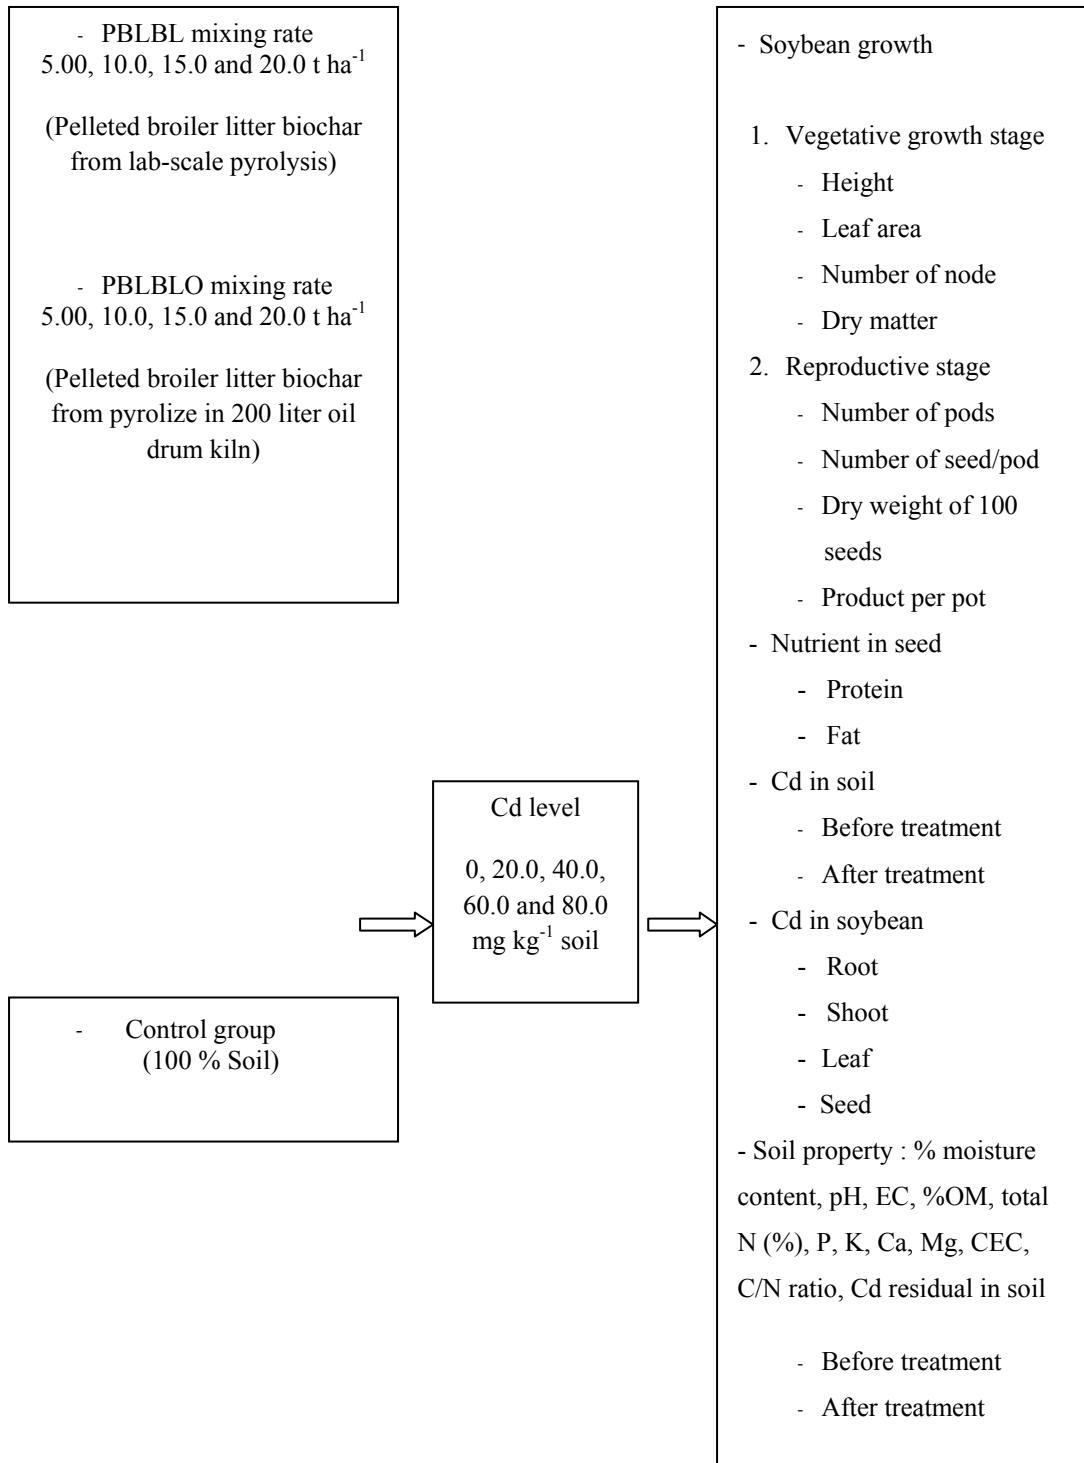 - PBLBL mixing rate
5.00, 10.0, 15.0 and 20.0 t ha⁻¹
(Pelleted broiler litter biochar
from lab-scale pyrolysis)
- PBLBLO mixing rate
5.00, 10.0, 15.0 and 20.0 t ha⁻¹
(Pelleted broiler litter biochar
from pyrolize in 200 liter oil
drum kiln)
- Control group
(100 % Soil)
Cd level
0, 20.0, 40.0,
60.0 and 80.0
mg kg⁻¹ soil
- Soybean growth
1. Vegetative growth stage
- Height
- Leaf area
- Number of node
- Dry matter
2. Reproductive stage
- Number of pods
- Number of seed/pod
- Dry weight of 100
seeds
- Product per pot
- Nutrient in seed
- Protein
- Fat
- Cd in soil
- Before treatment
- After treatment
- Cd in soybean
- Root
- Shoot
- Leaf
- Seed
- Soil property : % moisture
content, pH, EC, %OM, total
N (%), P, K, Ca, Mg, CEC,
C/N ratio, Cd residual in soil
- Before treatment
- After treatment